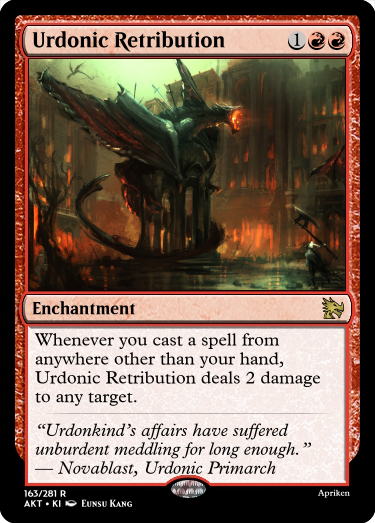 Urdonic Retribution 1
Enchantment
Whenever you cast a spell from
anywhere other than your hand,
Urdonic Retribution deals 2 damage
to any target.
“Urdonkind’s affairs have suffered
unburdent meddling for long enough.”
— Novablast, Urdonic Primarch
163/281 R
AKT • KI Eunsu Kang
Apriken